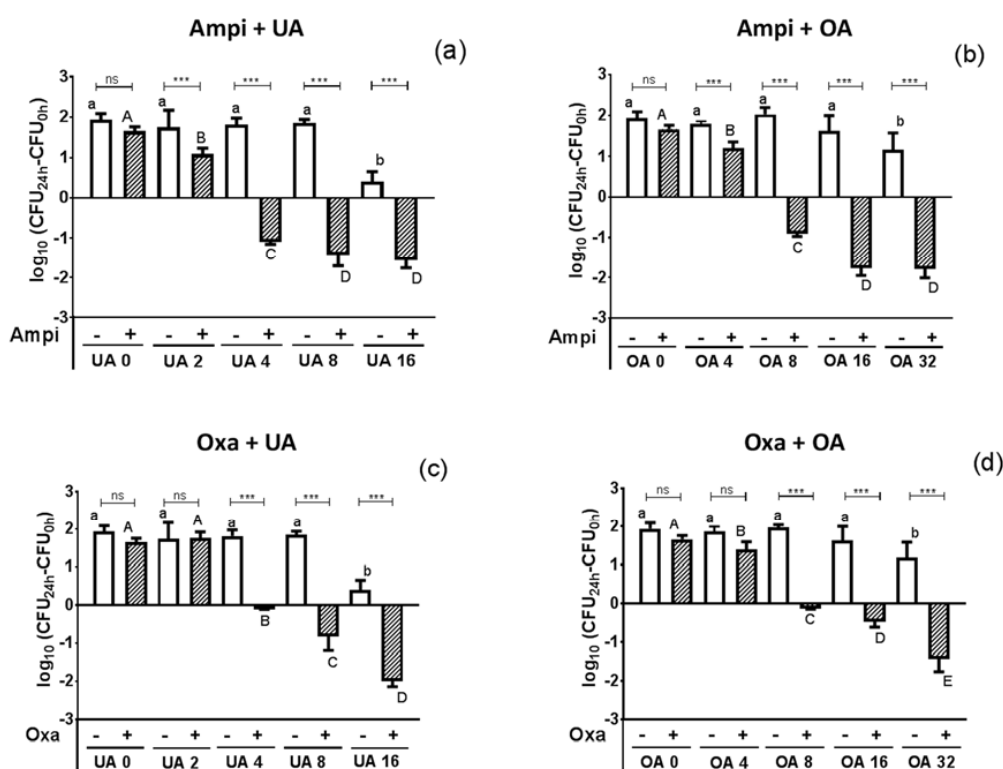 Ampi + UA
(a)
ns *** *** *** ***
a A a B a C a D b D
log10 (CFU24h-CFU0h)
3
2
1
0
-1
-2
-3
Ampi - + - + - + - + - +
UA 0 UA 2 UA 4 UA 8 UA 16
Ampi + OA
(b)
ns *** *** *** ***
a A a B a C a D b D
log10 (CFU24h-CFU0h)
3
2
1
0
-1
-2
-3
Ampi - + - + - + - + - +
OA 0 OA 4 OA 8 OA 16 OA 32
Oxa + UA
(c)
ns ns *** *** ***
a A a A a B a C b D
log10 (CFU24h-CFU0h)
3
2
1
0
-1
-2
-3
Oxa - + - + - + - + - +
UA 0 UA 2 UA 4 UA 8 UA 16
Oxa + OA
(d)
ns ns *** *** ***
a A a B a C a D b E
log10 (CFU24h-CFU0h)
3
2
1
0
-1
-2
-3
Oxa - + - + - + - + - +
OA 0 OA 4 OA 8 OA 16 OA 32